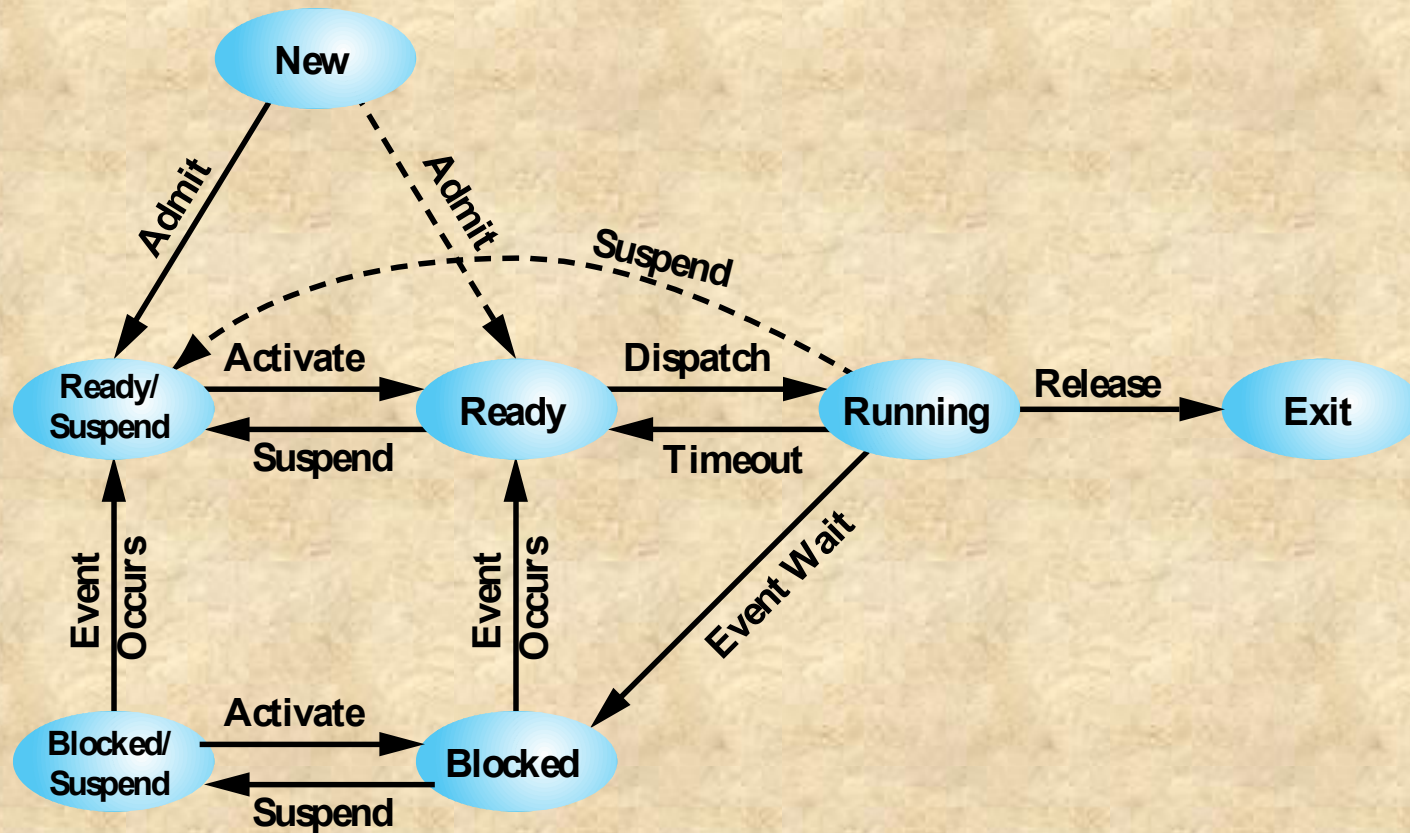 New
Admit
Admit
Suspend
Activate
Dispatch
Release
Ready/
Suspend
Ready
Running
Exit
Suspend
Timeout
Event
Occurs
Event
Occurs
Event Wait
Activate
Blocked/
Suspend
Blocked
Suspend